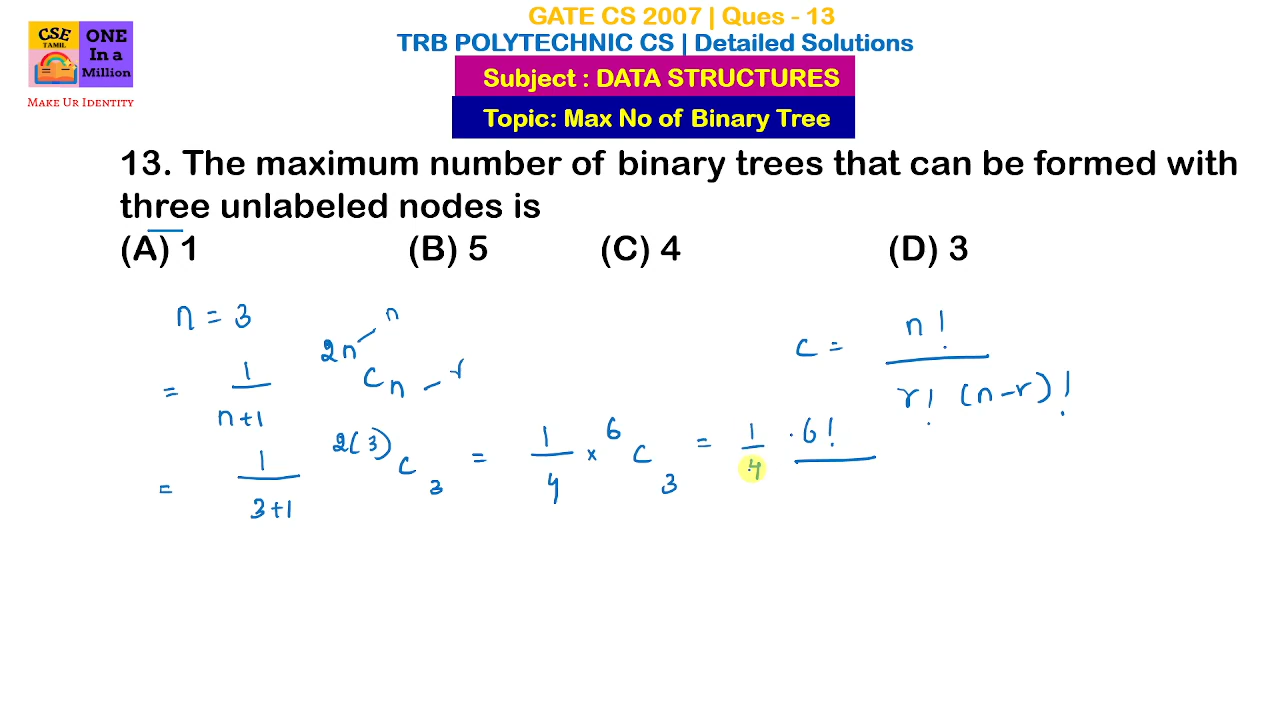 GATE CS 2007 | Ques - 13
TRB POLYTECHNIC CS | Detailed Solutions
CSE
TAMIL
ONE
In a
Million
MAKE UR IDENTITY
Subject : DATA STRUCTURES
Topic: Max No of Binary Tree
13. The maximum number of binary trees that can be formed with
three unlabeled nodes is
(A) 1 (B) 5 (C) 4 (D) 3
n = 3
= 1/(n+1) 2n C n - r
n
c = n! / r! (n-r)!
= 1/(3+1) 2(3) C 3 = 1/4 × 6 C 3 = 1/4 . 6!